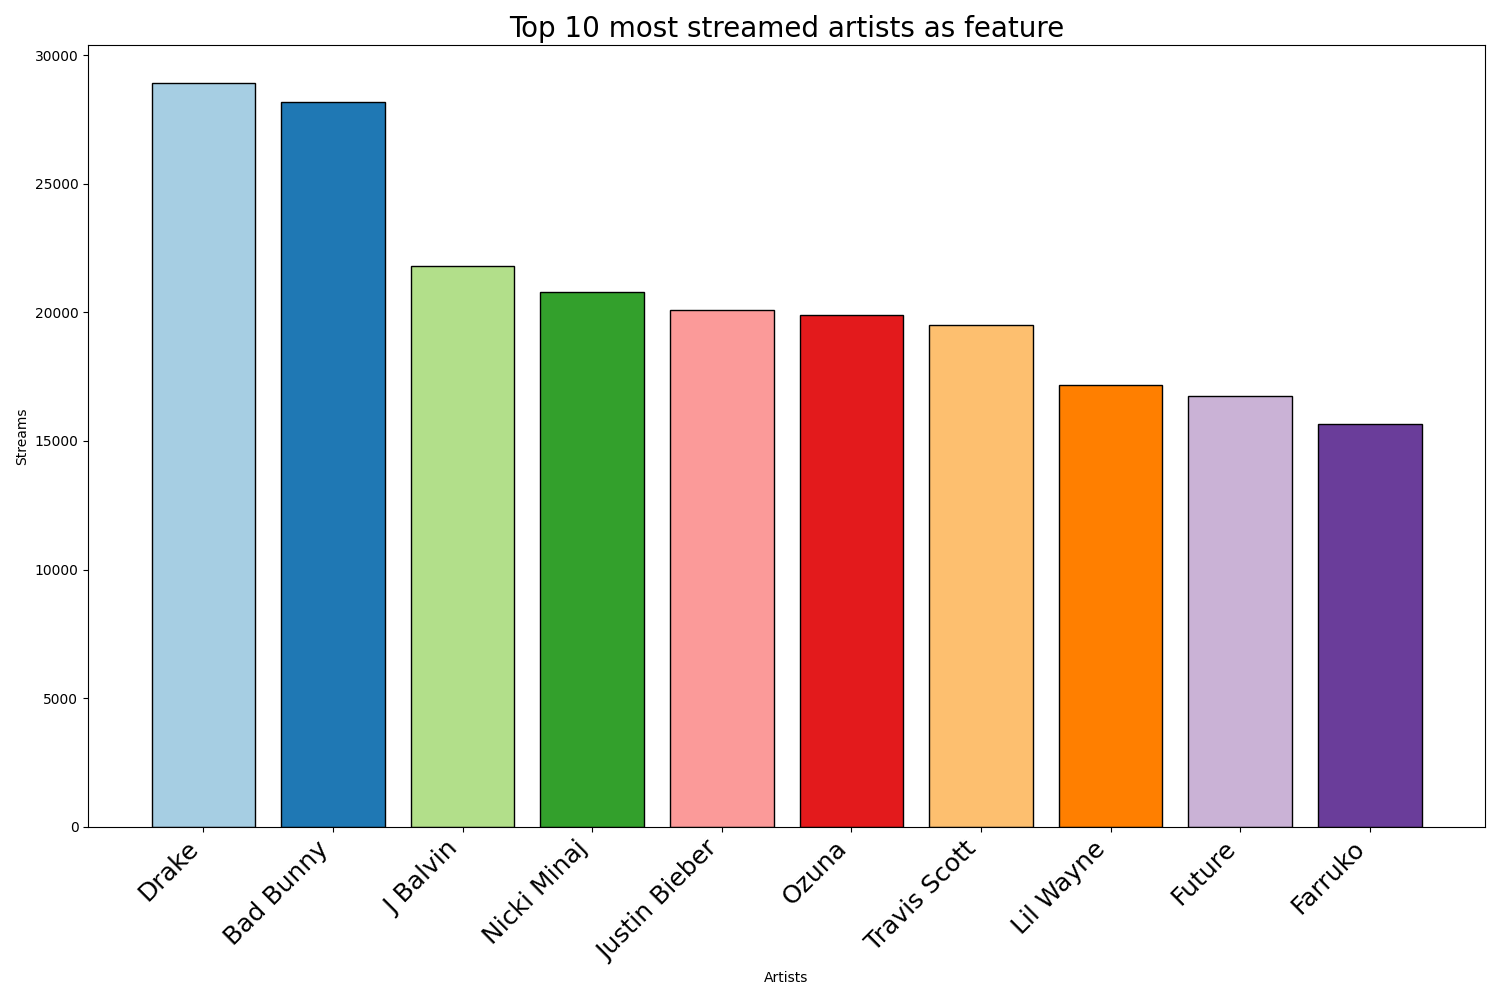 Top 10 most streamed artists as feature
30000
25000
20000
15000
10000
5000
0
Streams
Drake
Bad Bunny
J Balvin
Nicki Minaj
Justin Bieber
Ozuna
Travis Scott
Lil Wayne
Future
Farruko
Artists